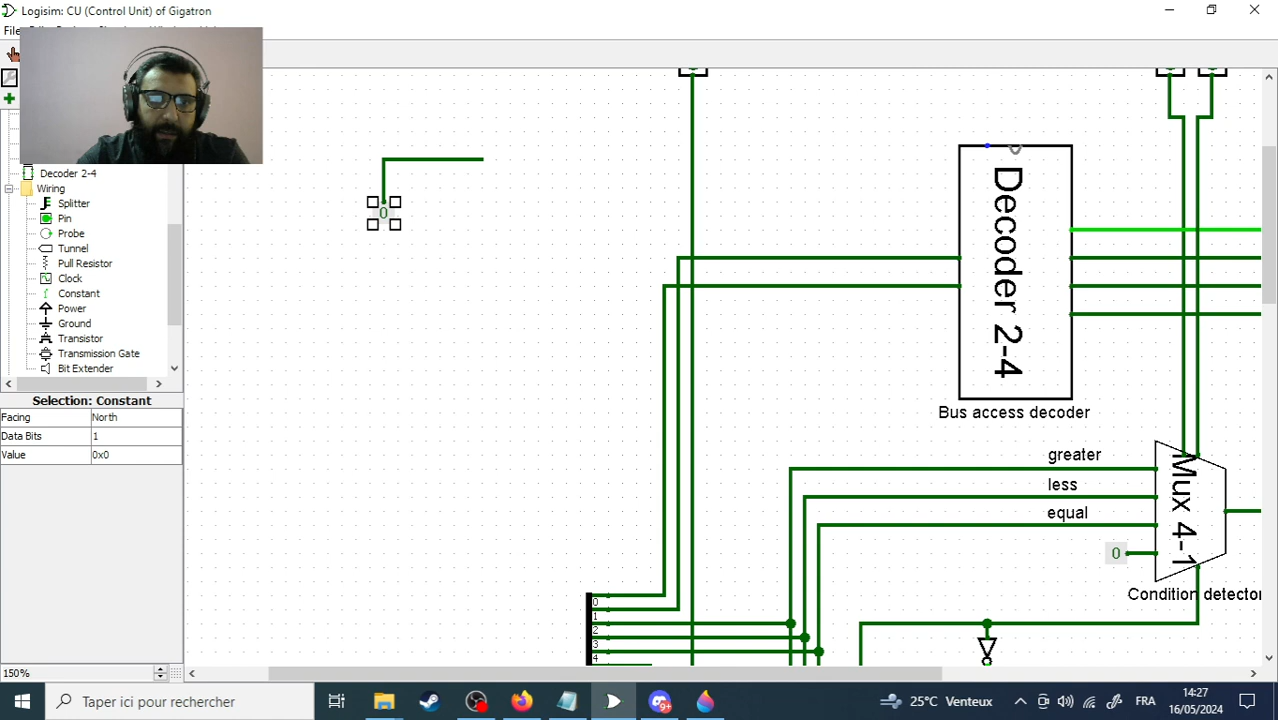 Logisim: CU (Control Unit) of Gigatron
Decoder 2-4
Wiring
Splitter
Pin
Probe
Tunnel
Pull Resistor
Clock
Constant
Power
Ground
Transistor
Transmission Gate
Bit Extender
Selection: Constant
Facing North
Data Bits 1
Value 0x0
150%
0
Decoder 2-4
Bus access decoder
greater
less
equal
0
Mux 4-1
Condition detector
0
1
2
3
4
Taper ici pour rechercher
9+
25°C Venteux
FRA
14:27
16/05/2024